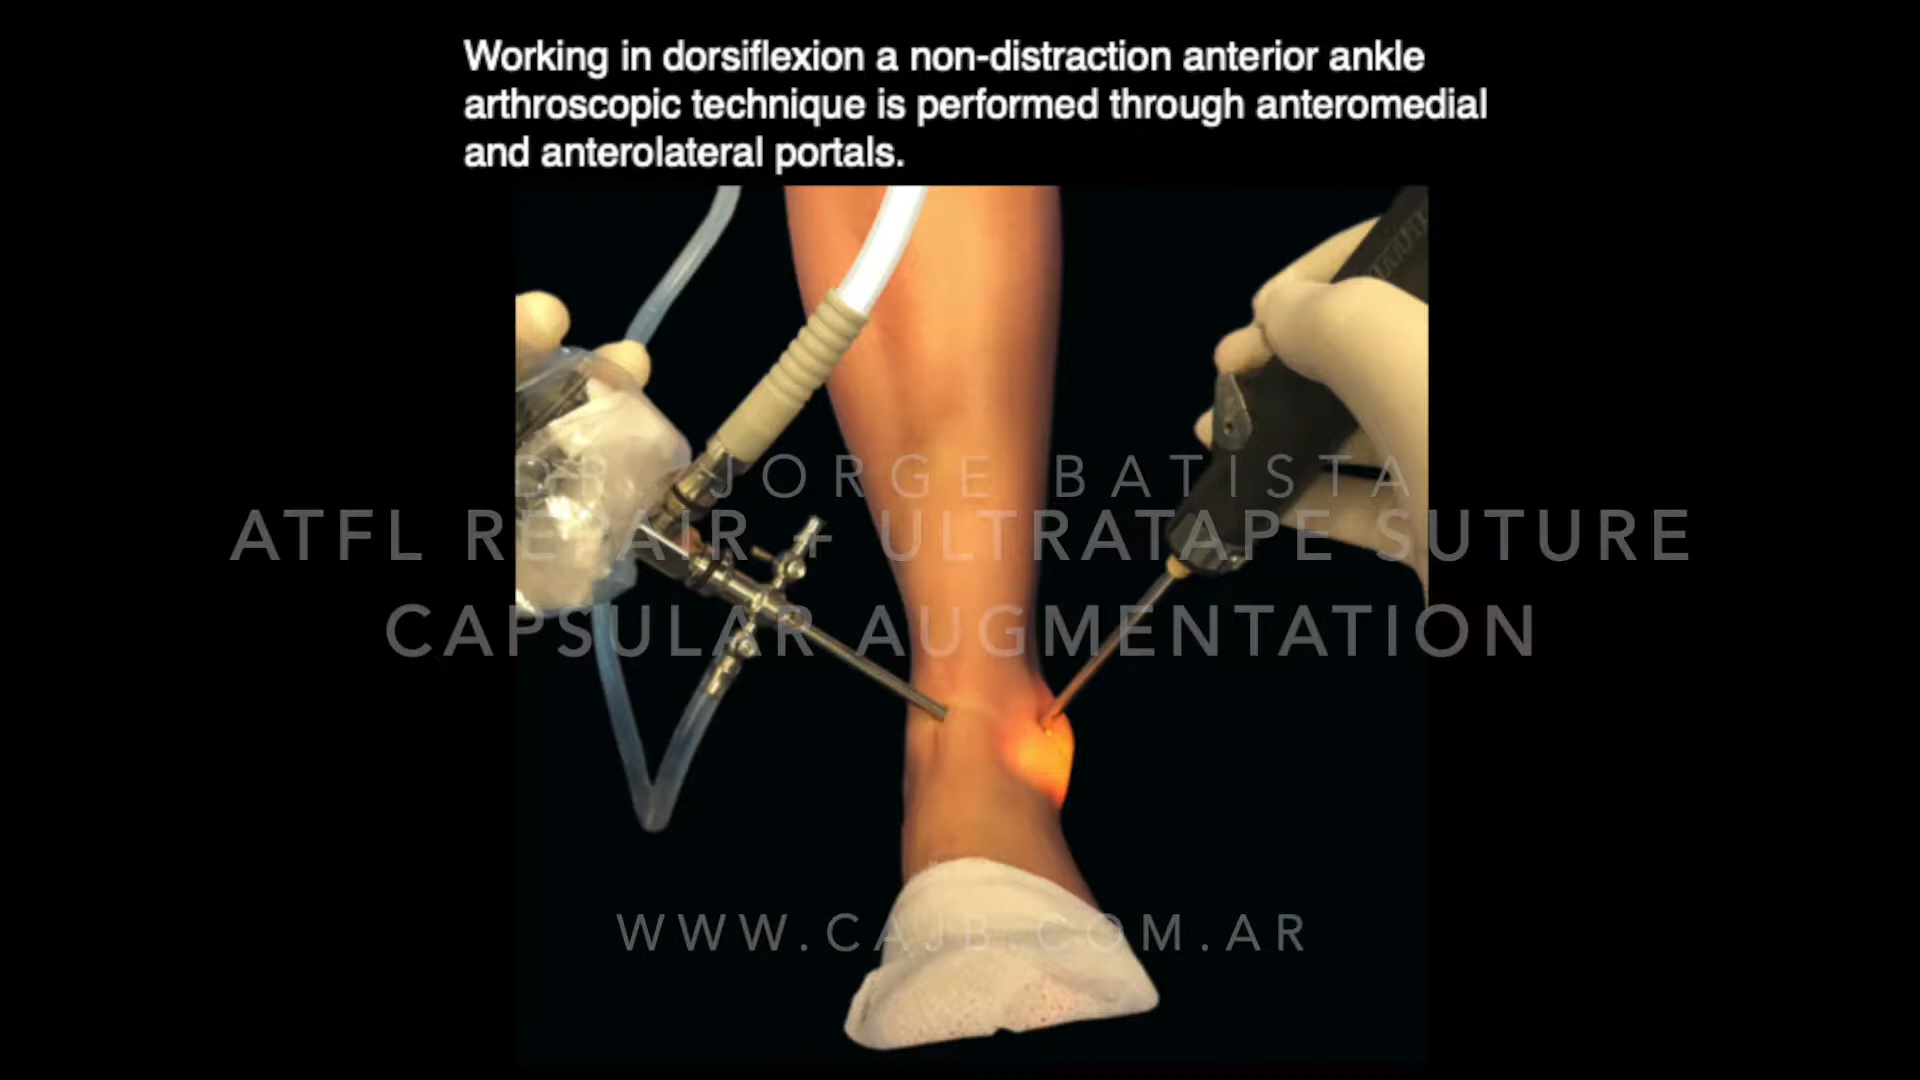 Working in dorsiflexion a non-distraction anterior ankle
arthroscopic technique is performed through anteromedial
and anterolateral portals.
DR. JORGE BATISTA
ATFL REPAIR + ULTRATAPE SUTURE
CAPSULAR AUGMENTATION
WWW.CAJB.COM.AR